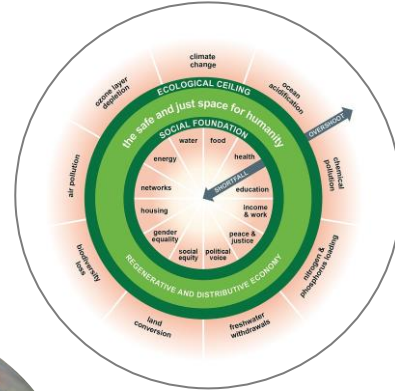 climate
change
ocean
acidification
chemical
pollution
nitrogen &
phosphorus loading
freshwater
withdrawals
land
conversion
biodiversity
loss
air pollution
ozone layer
depletion
ECOLOGICAL CEILING
the safe and just space for humanity
SOCIAL FOUNDATION
OVERSHOOT
SHORTFALL
water
food
health
education
income
& work
peace &
justice
political
voice
social
equity
gender
equality
housing
networks
energy
REGENERATIVE AND DISTRIBUTIVE ECONOMY